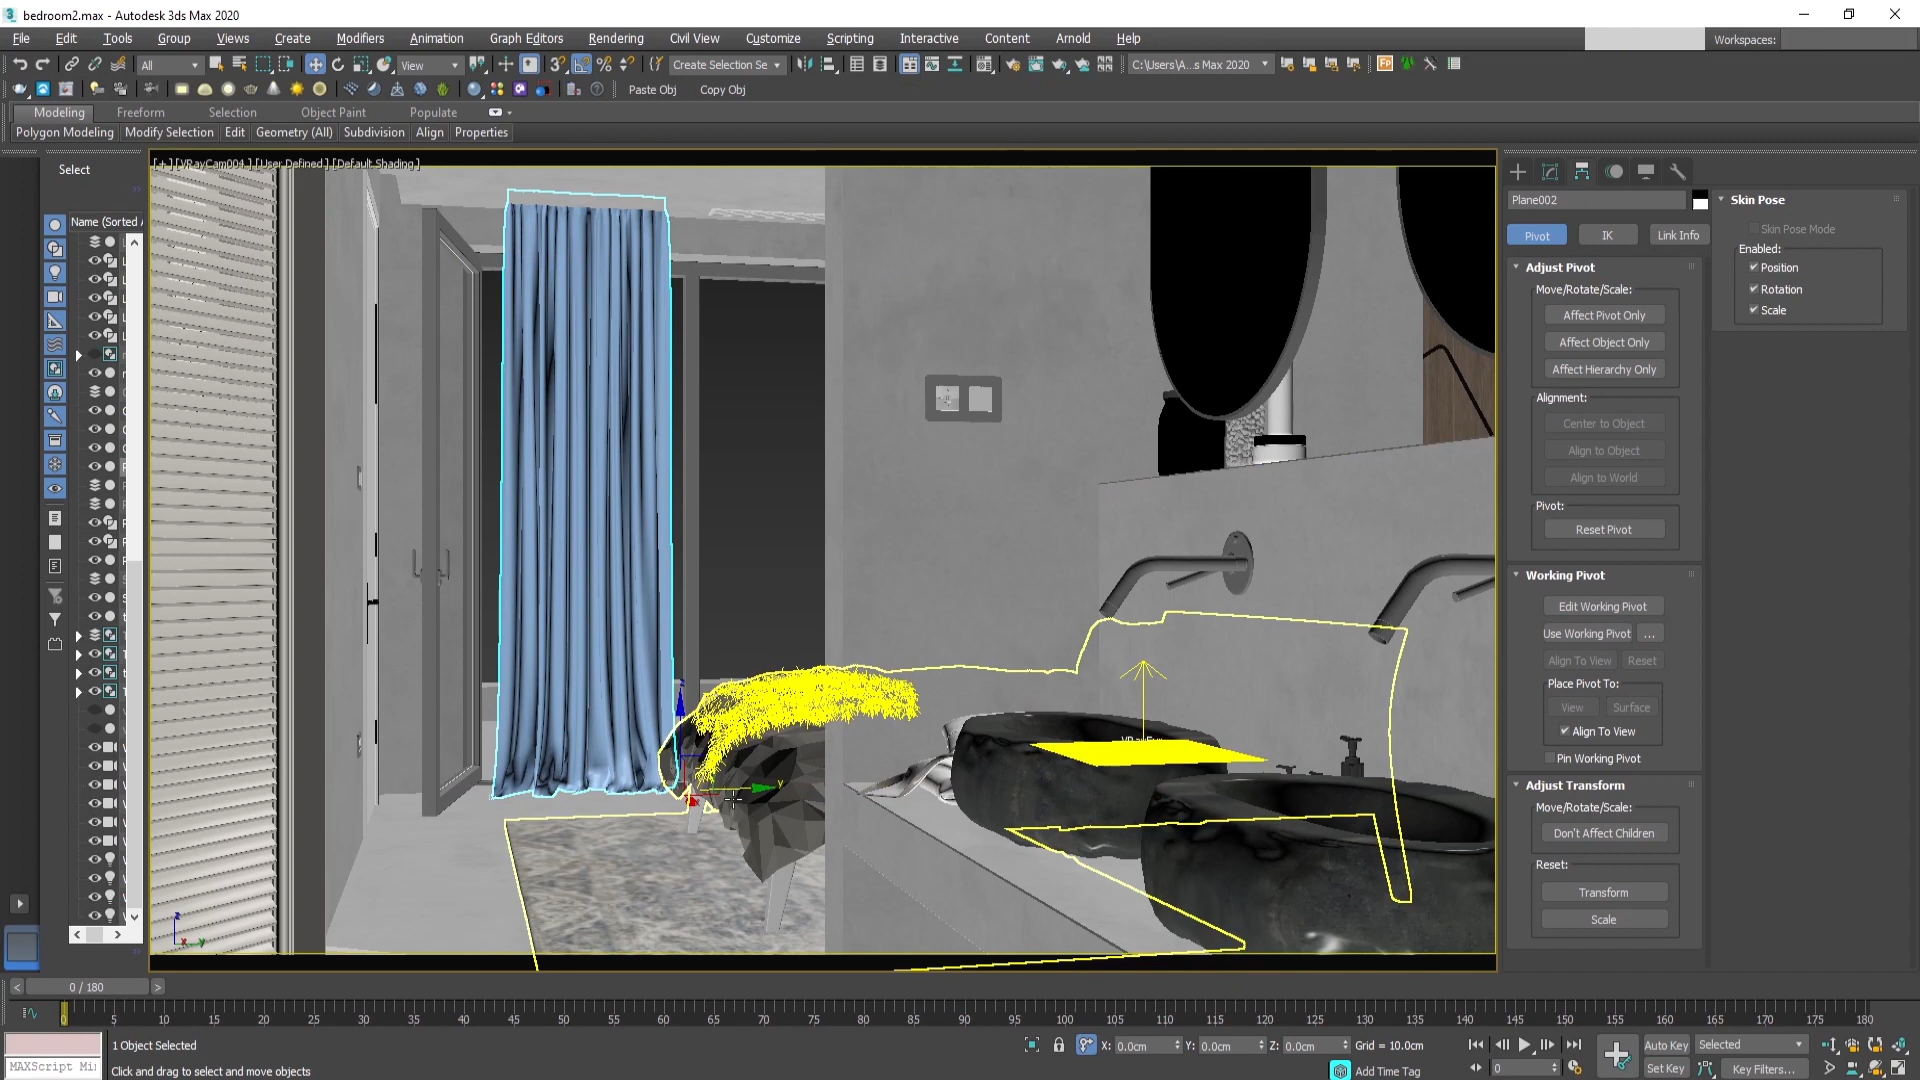 bedroom2.max - Autodesk 3ds Max 2020
File Edit Tools Group Views Create Modifiers Animation Graph Editors Rendering Civil View Customize Scripting Interactive Content Arnold Help
Workspaces:
All View Create Selection Se C:\Users\A...s Max 2020
Paste Obj Copy Obj
Modeling Freeform Selection Object Paint Populate
Polygon Modeling Modify Selection Edit Geometry (All) Subdivision Align Properties
Select
Name (Sorted A
[+] [VRayCam004 ] [User Defined ] [Default Shading ]
Plane002
Pivot IK Link Info
Adjust Pivot
Move/Rotate/Scale:
Affect Pivot Only
Affect Object Only
Affect Hierarchy Only
Alignment:
Center to Object
Align to Object
Align to World
Pivot:
Reset Pivot
Working Pivot
Edit Working Pivot
Use Working Pivot ...
Align To View Reset
Place Pivot To:
View Surface
Align To View
Pin Working Pivot
Adjust Transform
Move/Rotate/Scale:
Don't Affect Children
Reset:
Transform
Scale
Skin Pose
Skin Pose Mode
Enabled:
Position
Rotation
Scale
z
y
z
x y
0 / 180
0 5 10 15 20 25 30 35 40 45 50 55 60 65 70 75 80 85 90 95 100 105 110 115 120 125 130 135 140 145 150 155 160 165 170 175 180
1 Object Selected
X: 0.0cm Y: 0.0cm Z: 0.0cm Grid = 10.0cm
Auto Key Selected
MAXScript Mi
Click and drag to select and move objects
Add Time Tag
0
Set Key Key Filters...